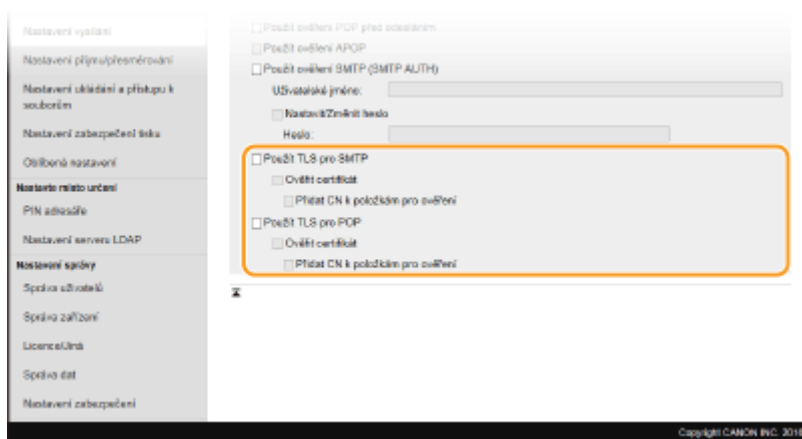 Nastavení vysílání
Nastavení příjmu/přesměrování
Nastavení ukládání a přístupu k
souborům
Nastavení zabezpečení tisku
Oblíbená nastavení
Nastavte místo určení
PIN adresáře
Nastavení serveru LDAP
Nastavení správy
Správa uživatelů
Správa zařízení
Licence/Jiná
Správa dat
Nastavení zabezpečení
Použít ověření POP před odesláním
Použít ověření APOP
Použít ověření SMTP (SMTP AUTH)
Uživatelské jméno:
Nastavit/Změnit heslo
Heslo:
Použít TLS pro SMTP
Ověřit certifikát
Přidat CN k položkám pro ověření
Použít TLS pro POP
Ověřit certifikát
Přidat CN k položkám pro ověření
Copyright CANON INC. 2016